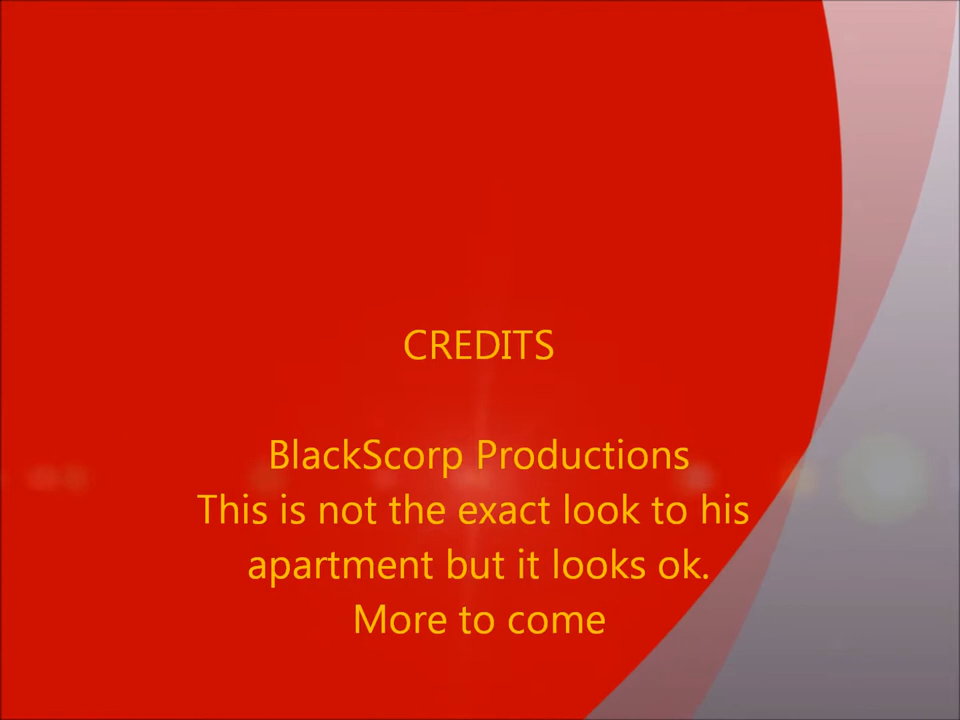 CREDITS
BlackScorp Productions
This is not the exact look to his
apartment but it looks ok.
More to come